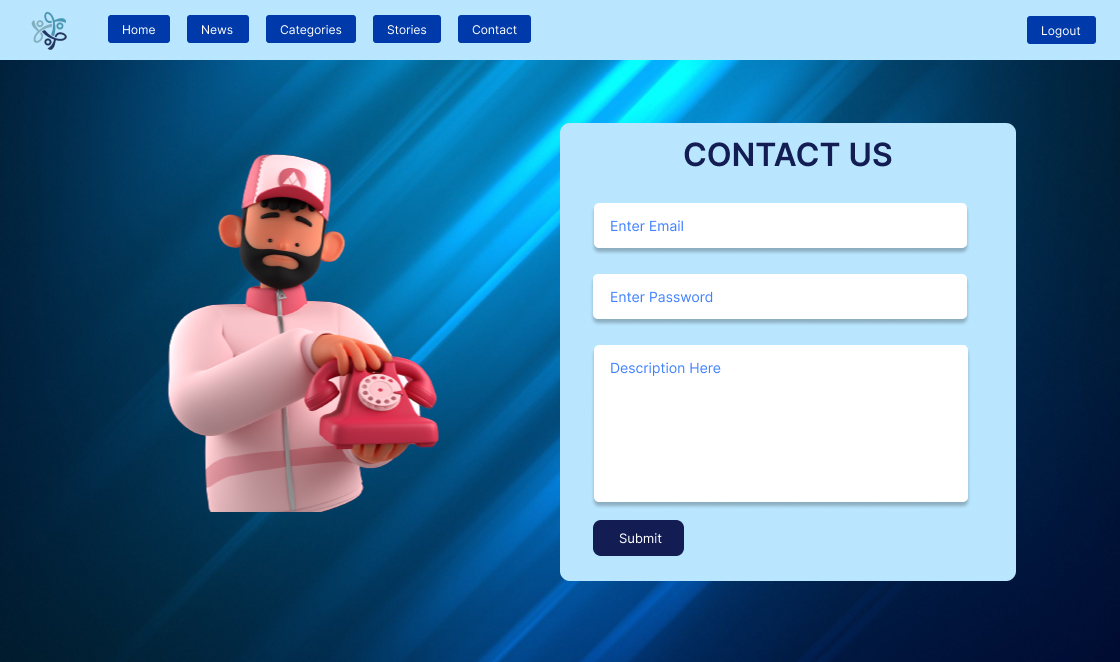 Home
News
Categories
Stories
Contact
Logout
CONTACT US
Enter Email
Enter Password
Description Here
Submit